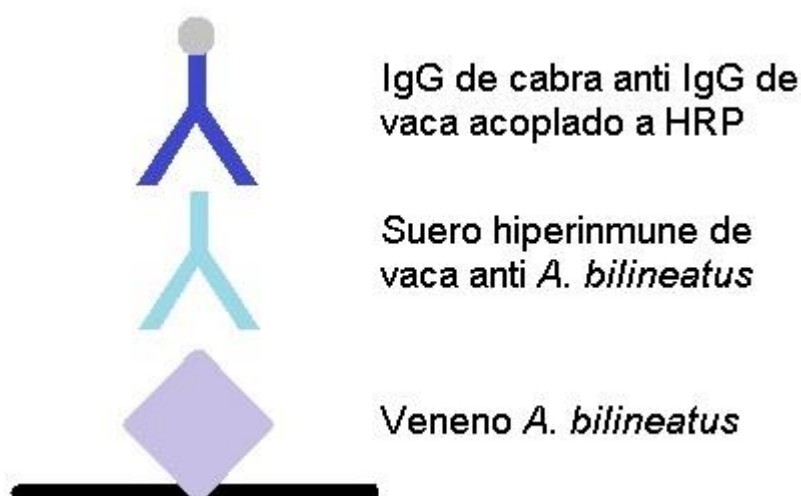 IgG de cabra anti IgG de
vaca acoplado a HRP
Suero hiperinmune de
vaca anti A. bilineatus
Veneno A. bilineatus